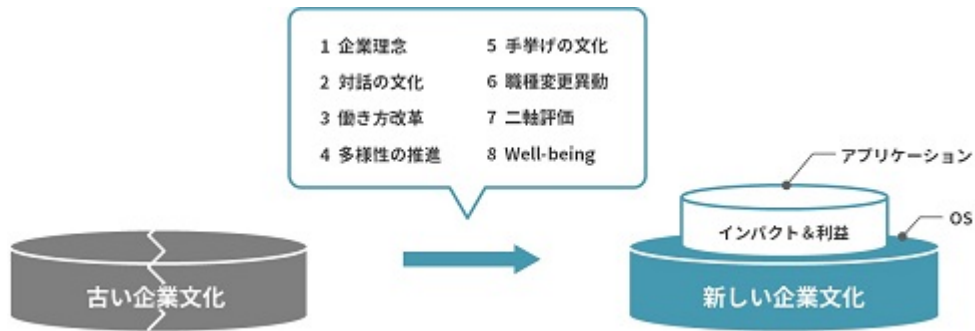 1 企業理念
2 対話の文化
3 働き方改革
4 多様性の推進
5 手挙げの文化
6 職種変更異動
7 二軸評価
8 Well-being
古い企業文化
アプリケーション
OS
インパクト＆利益
新しい企業文化